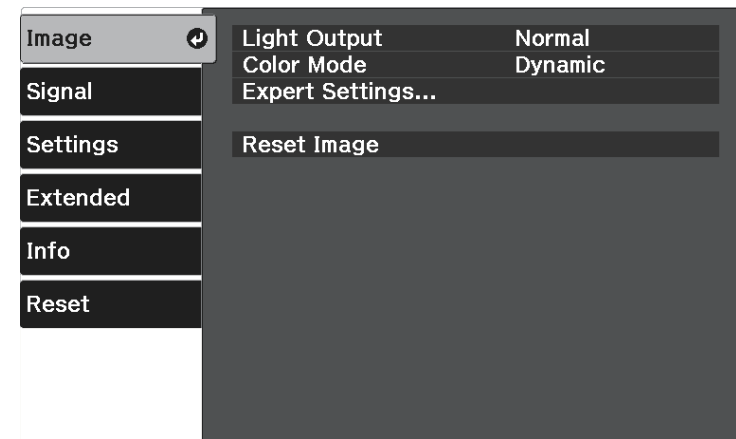 Image
Signal
Settings
Extended
Info
Reset
Light Output Normal
Color Mode Dynamic
Expert Settings...
Reset Image